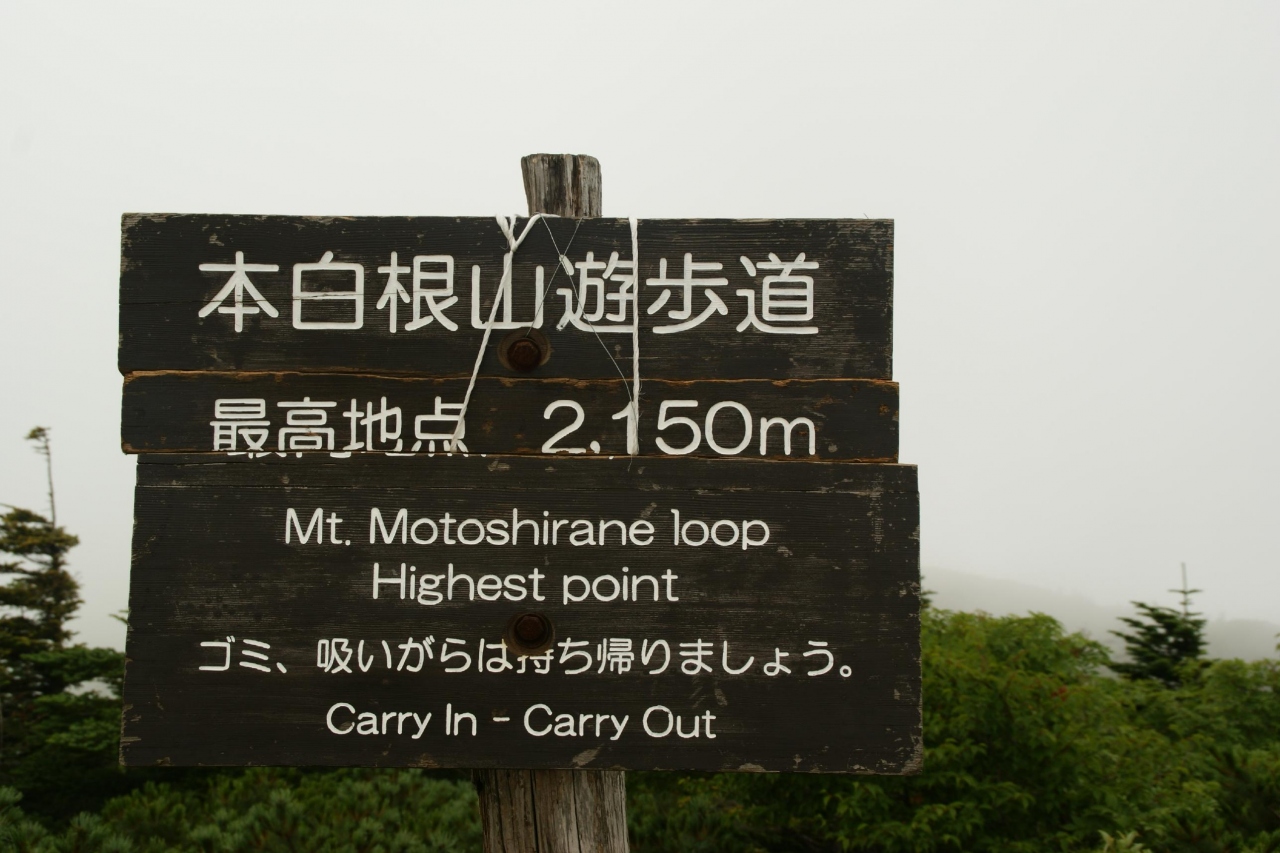 本白根山遊歩道
最高地点 2,150m
Mt. Motoshirane loop
Highest point
ゴミ、吸いがらは持ち帰りましょう。
Carry In - Carry Out